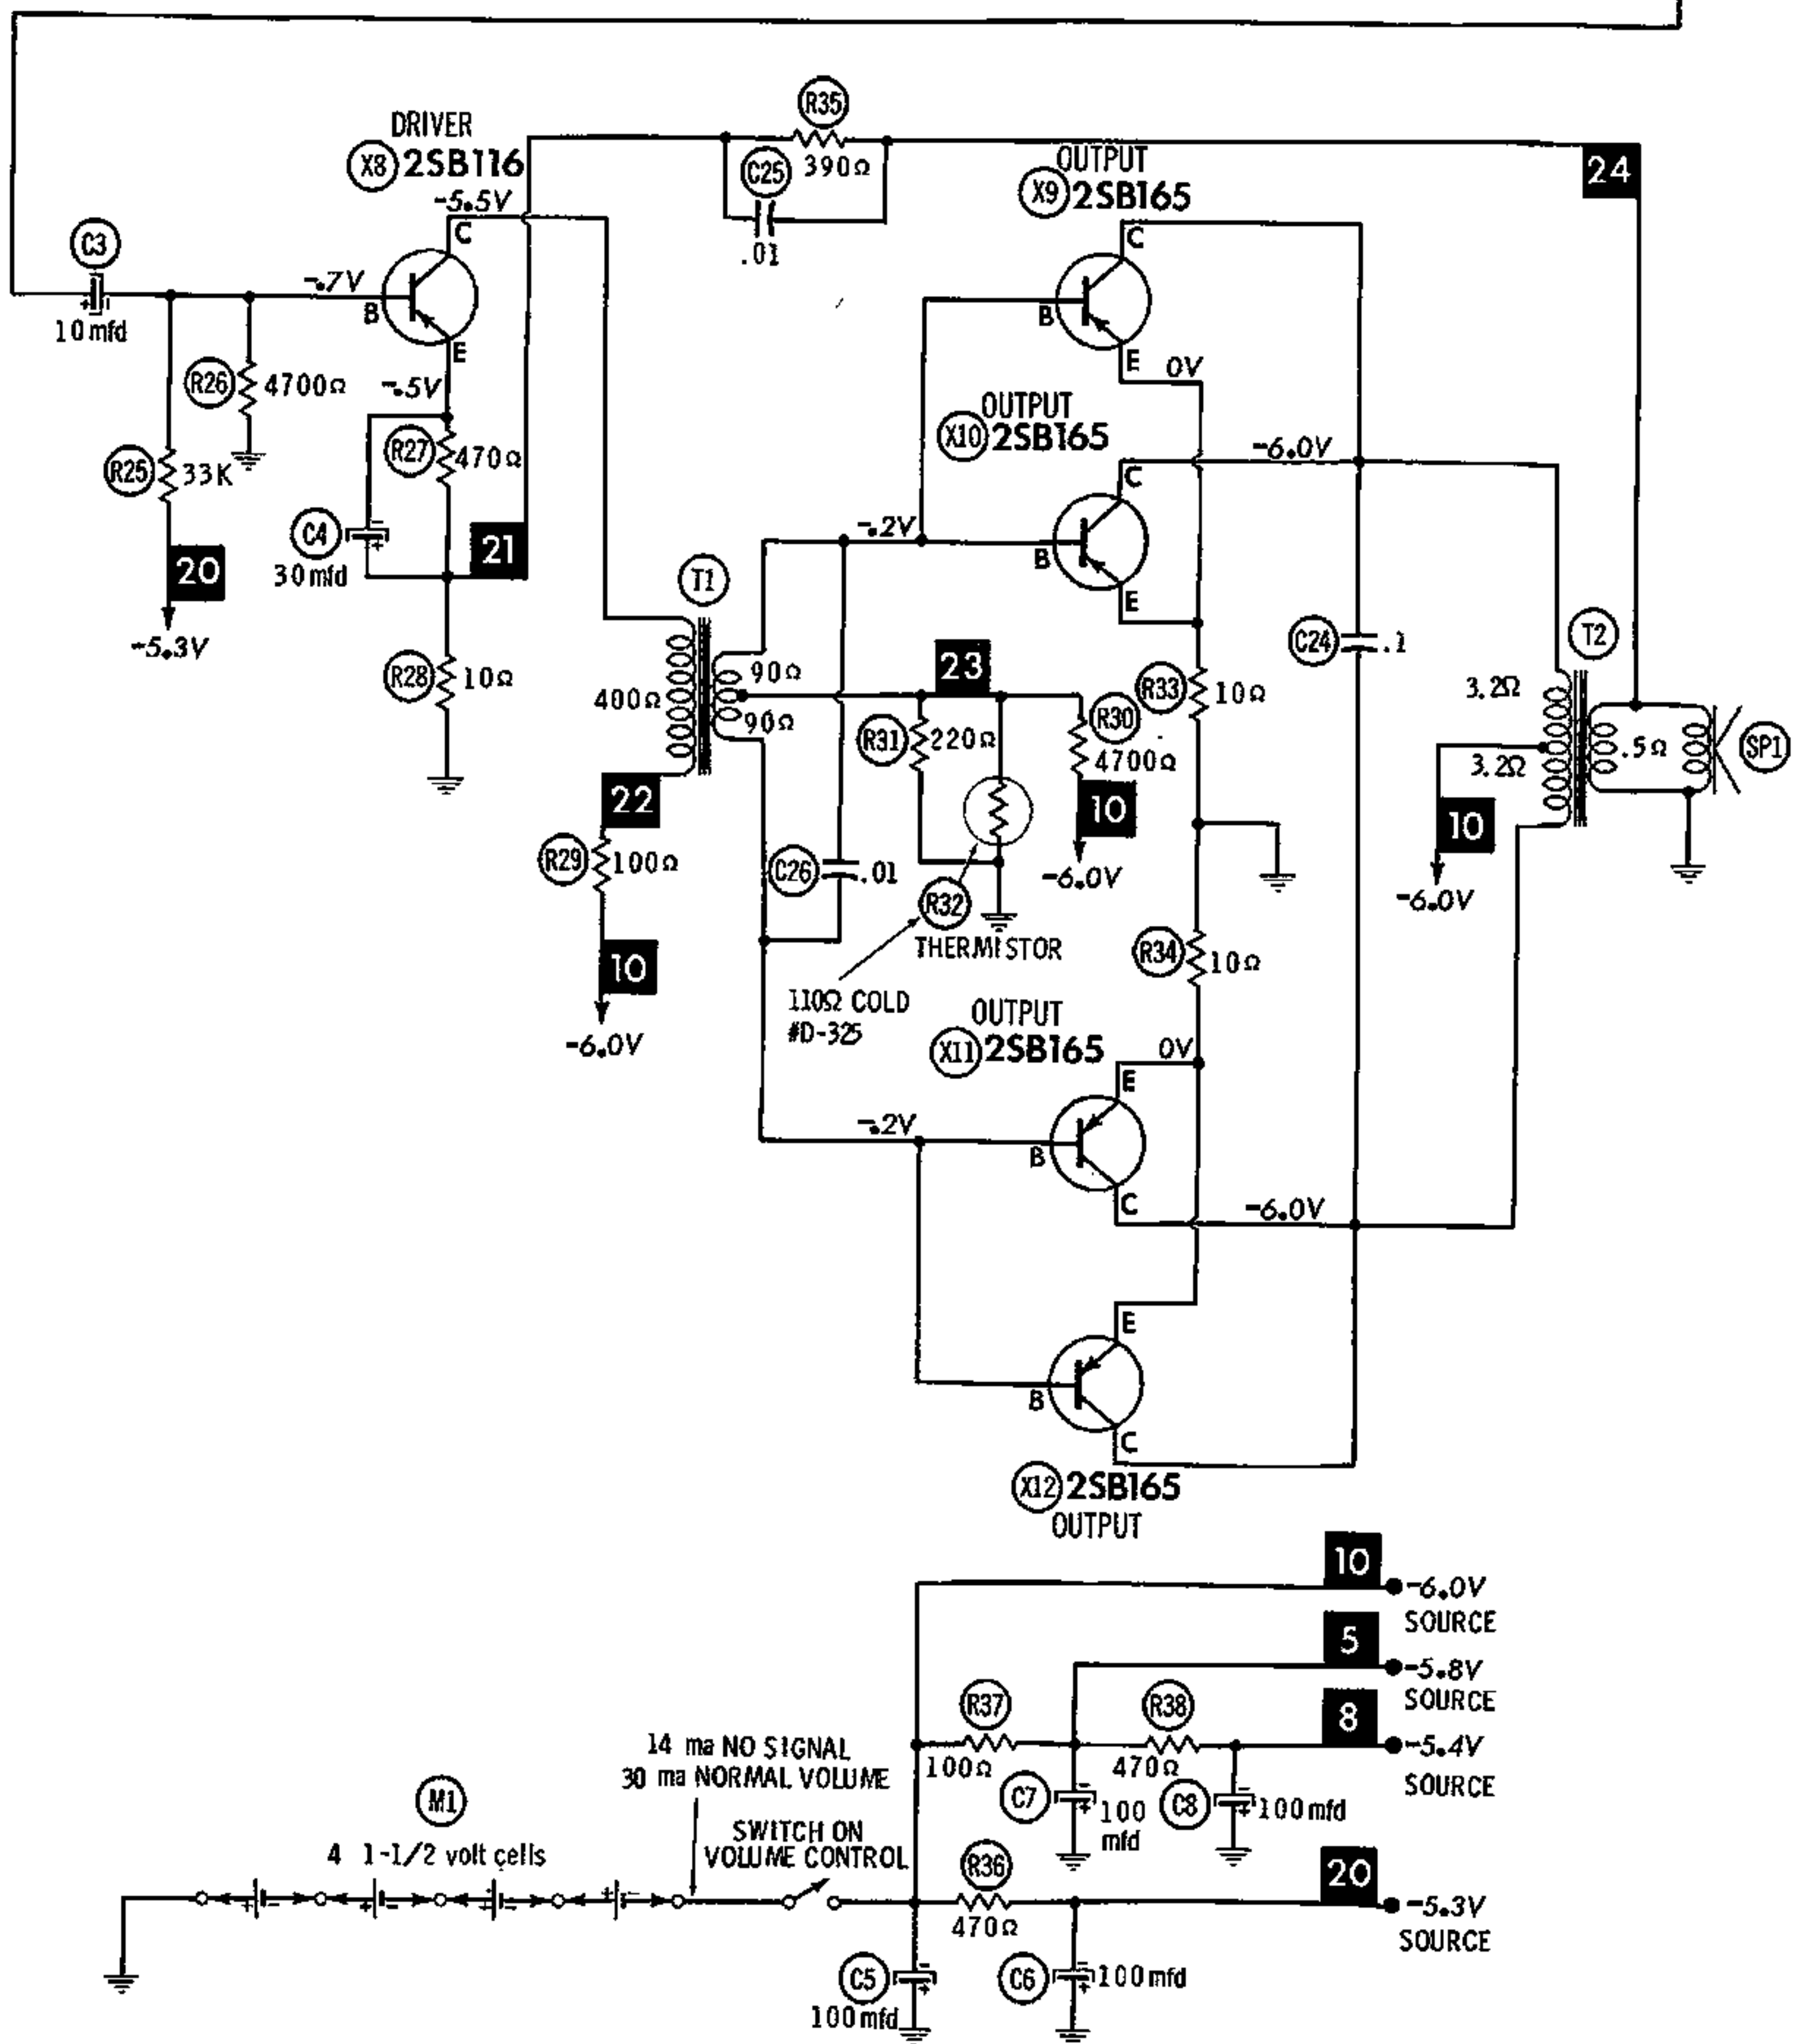 R35
DRIVER
X8 2SB116
C25 390Ω
OUTPUT
X9 2SB165
24
-5.5V
C
C3
.01
C
-.7V
B
B
10 mfd
E
E
0V
R26 4700Ω
-.5V
OUTPUT
X10 2SB165
R27 470Ω
-6.0V
R25 33K
C
C4
21
-.2V
B
20
30 mfd
T1
E
-5.3V
C24 .1
T2
R28 10Ω
400Ω
90Ω
23
R33 10Ω
3.2Ω
90Ω
R31 220Ω
R30
4700Ω
3.2Ω
.5Ω
SP1
22
10
10
R29 100Ω
C26 .01
-6.0V
-6.0V
R32
THERMISTOR
R34 10Ω
10
110Ω COLD
#D-325
OUTPUT
X11 2SB165
-6.0V
0V
E
-.2V
B
C
-6.0V
E
B
C
X12 2SB165
OUTPUT
10
-6.0V
SOURCE
5
-5.8V
SOURCE
R37
R38
8
-5.4V
SOURCE
14 ma NO SIGNAL
30 ma NORMAL VOLUME
100Ω
470Ω
M1
C7 100 mfd
C8 100 mfd
4 1-1/2 volt cells
SWITCH ON
VOLUME CONTROL
R36
20
+ - + - + - + -
470Ω
-5.3V
SOURCE
C5
100 mfd
C6 100 mfd